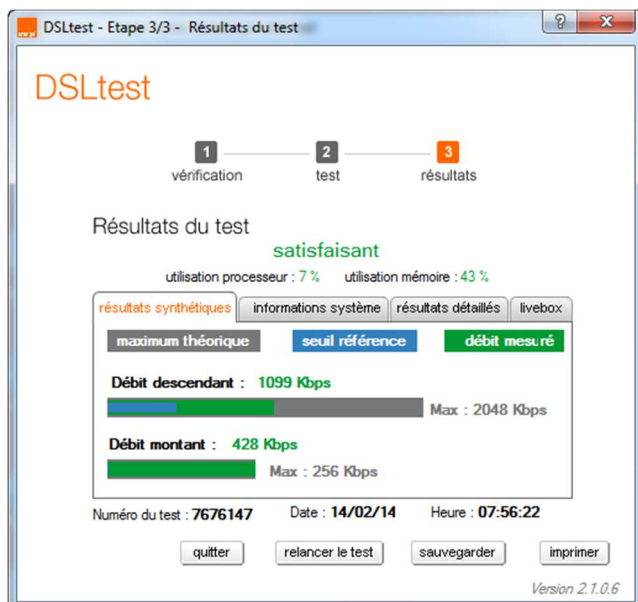 DSLtest - Etape 3/3 - Résultats du test
DSLtest
1 2 3
vérification test résultats
Résultats du test
satisfaisant
utilisation processeur : 7 % utilisation mémoire : 43 %
résultats synthétiques informations système résultats détaillés livebox
maximum théorique seuil référence débit mesuré
Débit descendant : 1099 Kbps
Max : 2048 Kbps
Débit montant : 428 Kbps
Max : 256 Kbps
Numéro du test : 7676147 Date : 14/02/14 Heure : 07:56:22
quitter relancer le test sauvegarder imprimer
Version 2.1.0.6